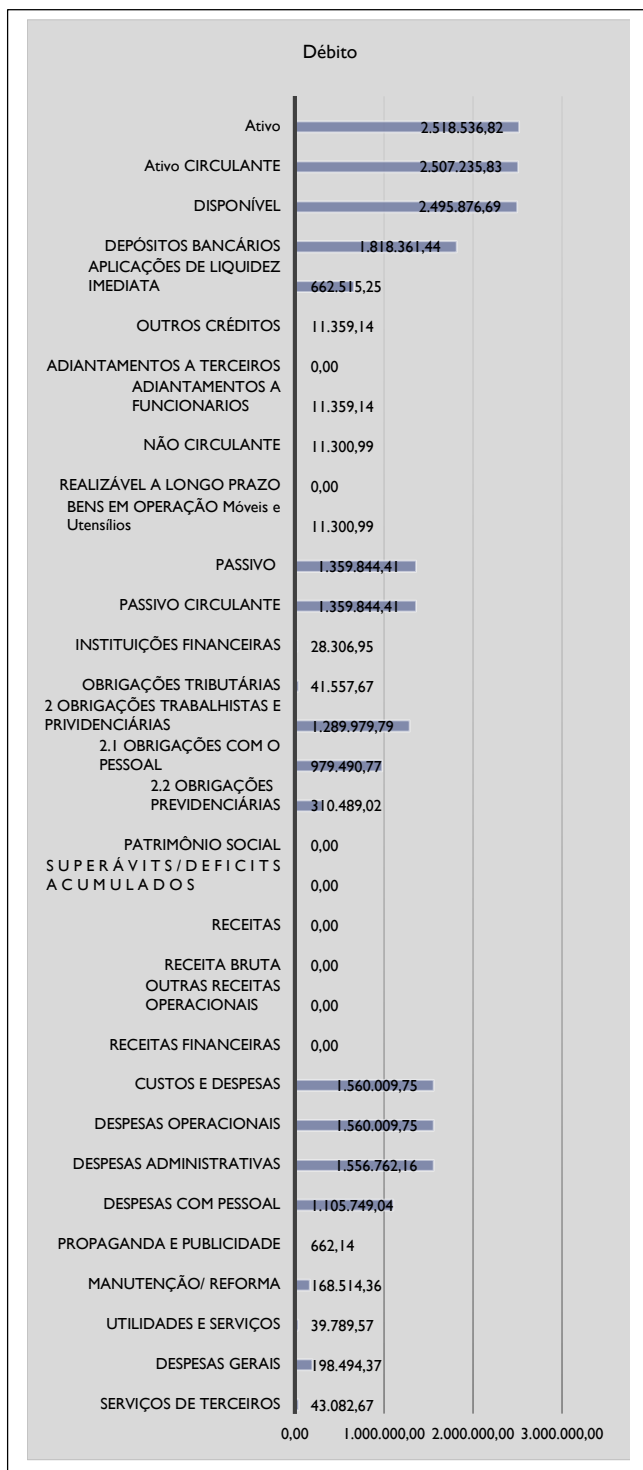 Débito
Ativo 2.518.536,82
Ativo CIRCULANTE 2.507.235,83
DISPONÍVEL 2.495.876,69
DEPÓSITOS BANCÁRIOS 1.818.361,44
APLICAÇÕES DE LIQUIDEZ
IMEDIATA 662.515,25
OUTROS CRÉDITOS 11.359,14
ADIANTAMENTOS A TERCEIROS 0,00
ADIANTAMENTOS A
FUNCIONARIOS 11.359,14
NÃO CIRCULANTE 11.300,99
REALIZÁVEL A LONGO PRAZO 0,00
BENS EM OPERAÇÃO Móveis e
Utensílios 11.300,99
PASSIVO 1.359.844,41
PASSIVO CIRCULANTE 1.359.844,41
INSTITUIÇÕES FINANCEIRAS 28.306,95
OBRIGAÇÕES TRIBUTÁRIAS 41.557,67
2 OBRIGAÇÕES TRABALHISTAS E
PRIVIDENCIÁRIAS 1.289.979,79
2.1 OBRIGAÇÕES COM O
PESSOAL 979.490,77
2.2 OBRIGAÇÕES
PREVIDENCIÁRIAS 310.489,02
PATRIMÔNIO SOCIAL 0,00
S U P E R Á V I T S / D E F I C I T S
A C U M U L A D O S 0,00
RECEITAS 0,00
RECEITA BRUTA 0,00
OUTRAS RECEITAS
OPERACIONAIS 0,00
RECEITAS FINANCEIRAS 0,00
CUSTOS E DESPESAS 1.560.009,75
DESPESAS OPERACIONAIS 1.560.009,75
DESPESAS ADMINISTRATIVAS 1.556.762,16
DESPESAS COM PESSOAL 1.105.749,04
PROPAGANDA E PUBLICIDADE 662,14
MANUTENÇÃO/ REFORMA 168.514,36
UTILIDADES E SERVIÇOS 39.789,57
DESPESAS GERAIS 198.494,37
SERVIÇOS DE TERCEIROS 43.082,67
0,00 1.000.000,00 2.000.000,00 3.000.000,00